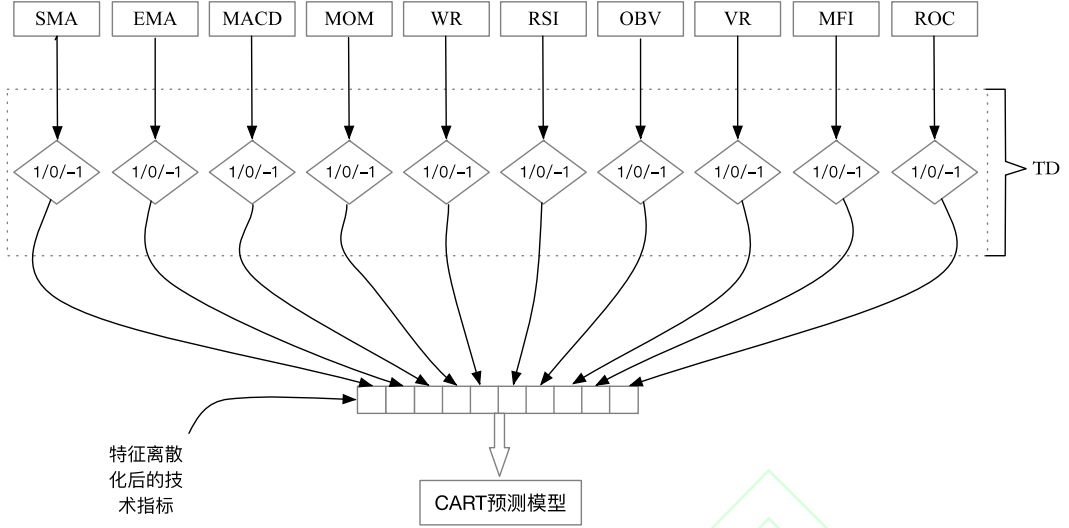 SMA EMA MACD MOM WR RSI OBV VR MFI ROC
1/0/–1 1/0/–1 1/0/–1 1/0/–1 1/0/–1 1/0/–1 1/0/–1 1/0/–1 1/0/–1 1/0/–1 TD
特征离散
化后的技
术指标
CART预测模型